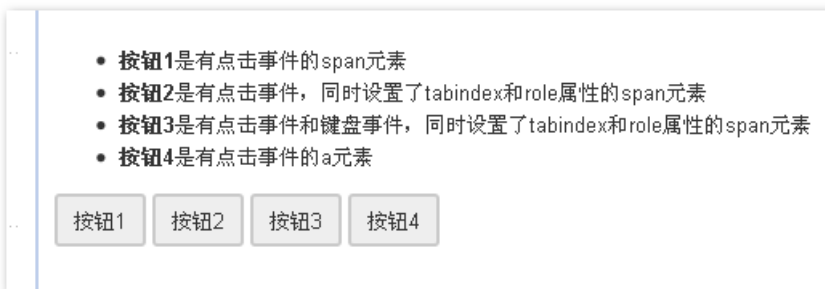 按钮1是有点击事件的span元素
按钮2是有点击事件，同时设置了tabindex和role属性的span元素
按钮3是有点击事件和键盘事件，同时设置了tabindex和role属性的span元素
按钮4是有点击事件的a元素
按钮1 按钮2 按钮3 按钮4